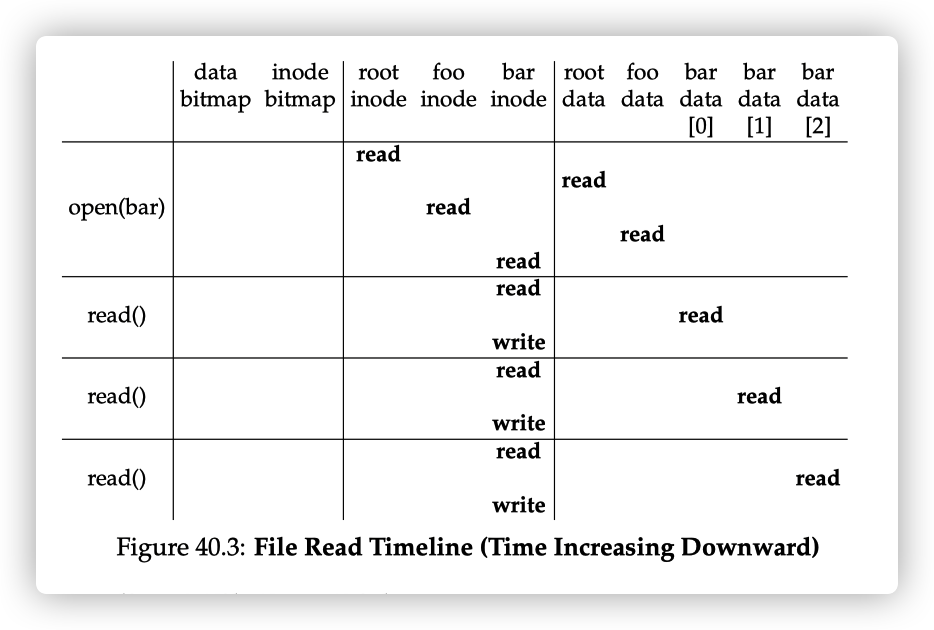 data inode root foo bar root foo bar bar bar
bitmap bitmap inode inode inode data data data data data
[0] [1] [2]
read
read
open(bar) read
read
read
read
read() read
write
read
read() read
write
read
read() read
write
Figure 40.3: File Read Timeline (Time Increasing Downward)